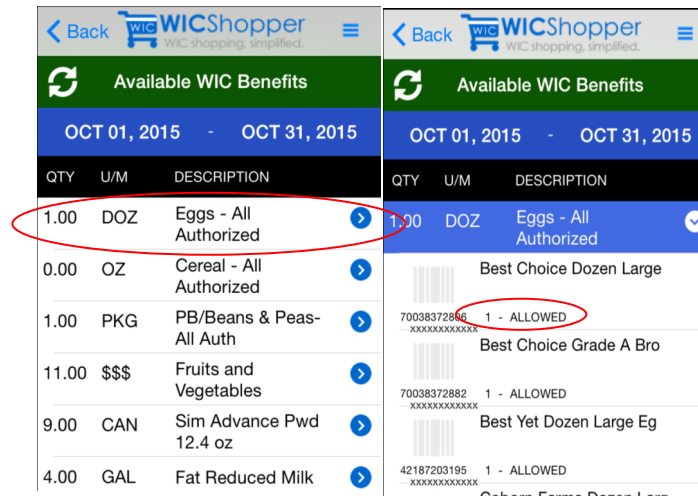 Back WIC WICShopper
WIC shopping, simplified.
Available WIC Benefits
OCT 01, 2015 - OCT 31, 2015
QTY U/M DESCRIPTION
1.00 DOZ Eggs - All
Authorized
0.00 OZ Cereal - All
Authorized
1.00 PKG PB/Beans & Peas-
All Auth
11.00 $$$ Fruits and
Vegetables
9.00 CAN Sim Advance Pwd
12.4 oz
4.00 GAL Fat Reduced Milk
Back WIC WICShopper
WIC shopping, simplified.
Available WIC Benefits
OCT 01, 2015 - OCT 31, 2015
QTY U/M DESCRIPTION
1.00 DOZ Eggs - All
Authorized
Best Choice Dozen Large
70038372806 1 - ALLOWED
xxxxxxxxxxxx
Best Choice Grade A Bro
70038372882 1 - ALLOWED
xxxxxxxxxxxx
Best Yet Dozen Large Eg
42187203195 1 - ALLOWED
xxxxxxxxxxxx